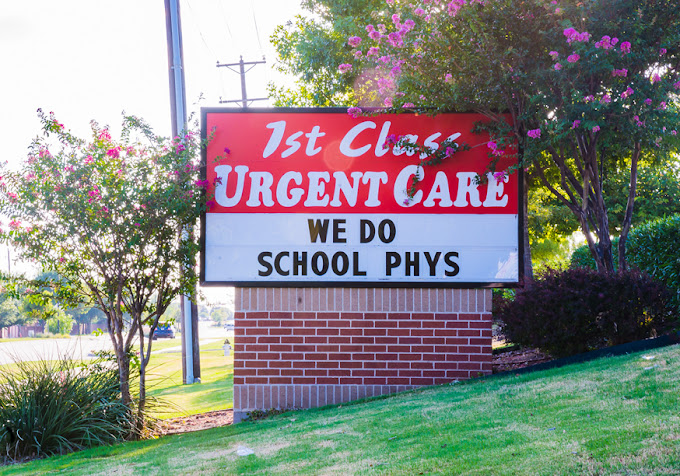 1st Class
URGENT CARE
WE DO
SCHOOL PHYS